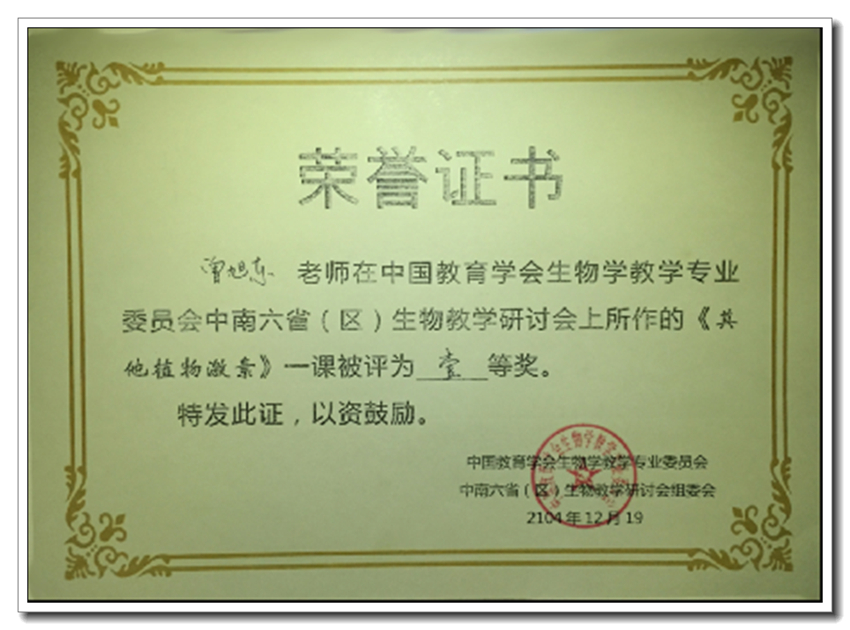 荣誉证书
曾旭东 老师在中国教育学会生物学教学专业
委员会中南六省（区）生物教学研讨会上所作的《其
他植物激素》一课被评为 壹 等奖。
特发此证，以资鼓励。
中国教育学会生物学教学专业委员会
中南六省（区）生物教学研讨会组委会
2104年12月19